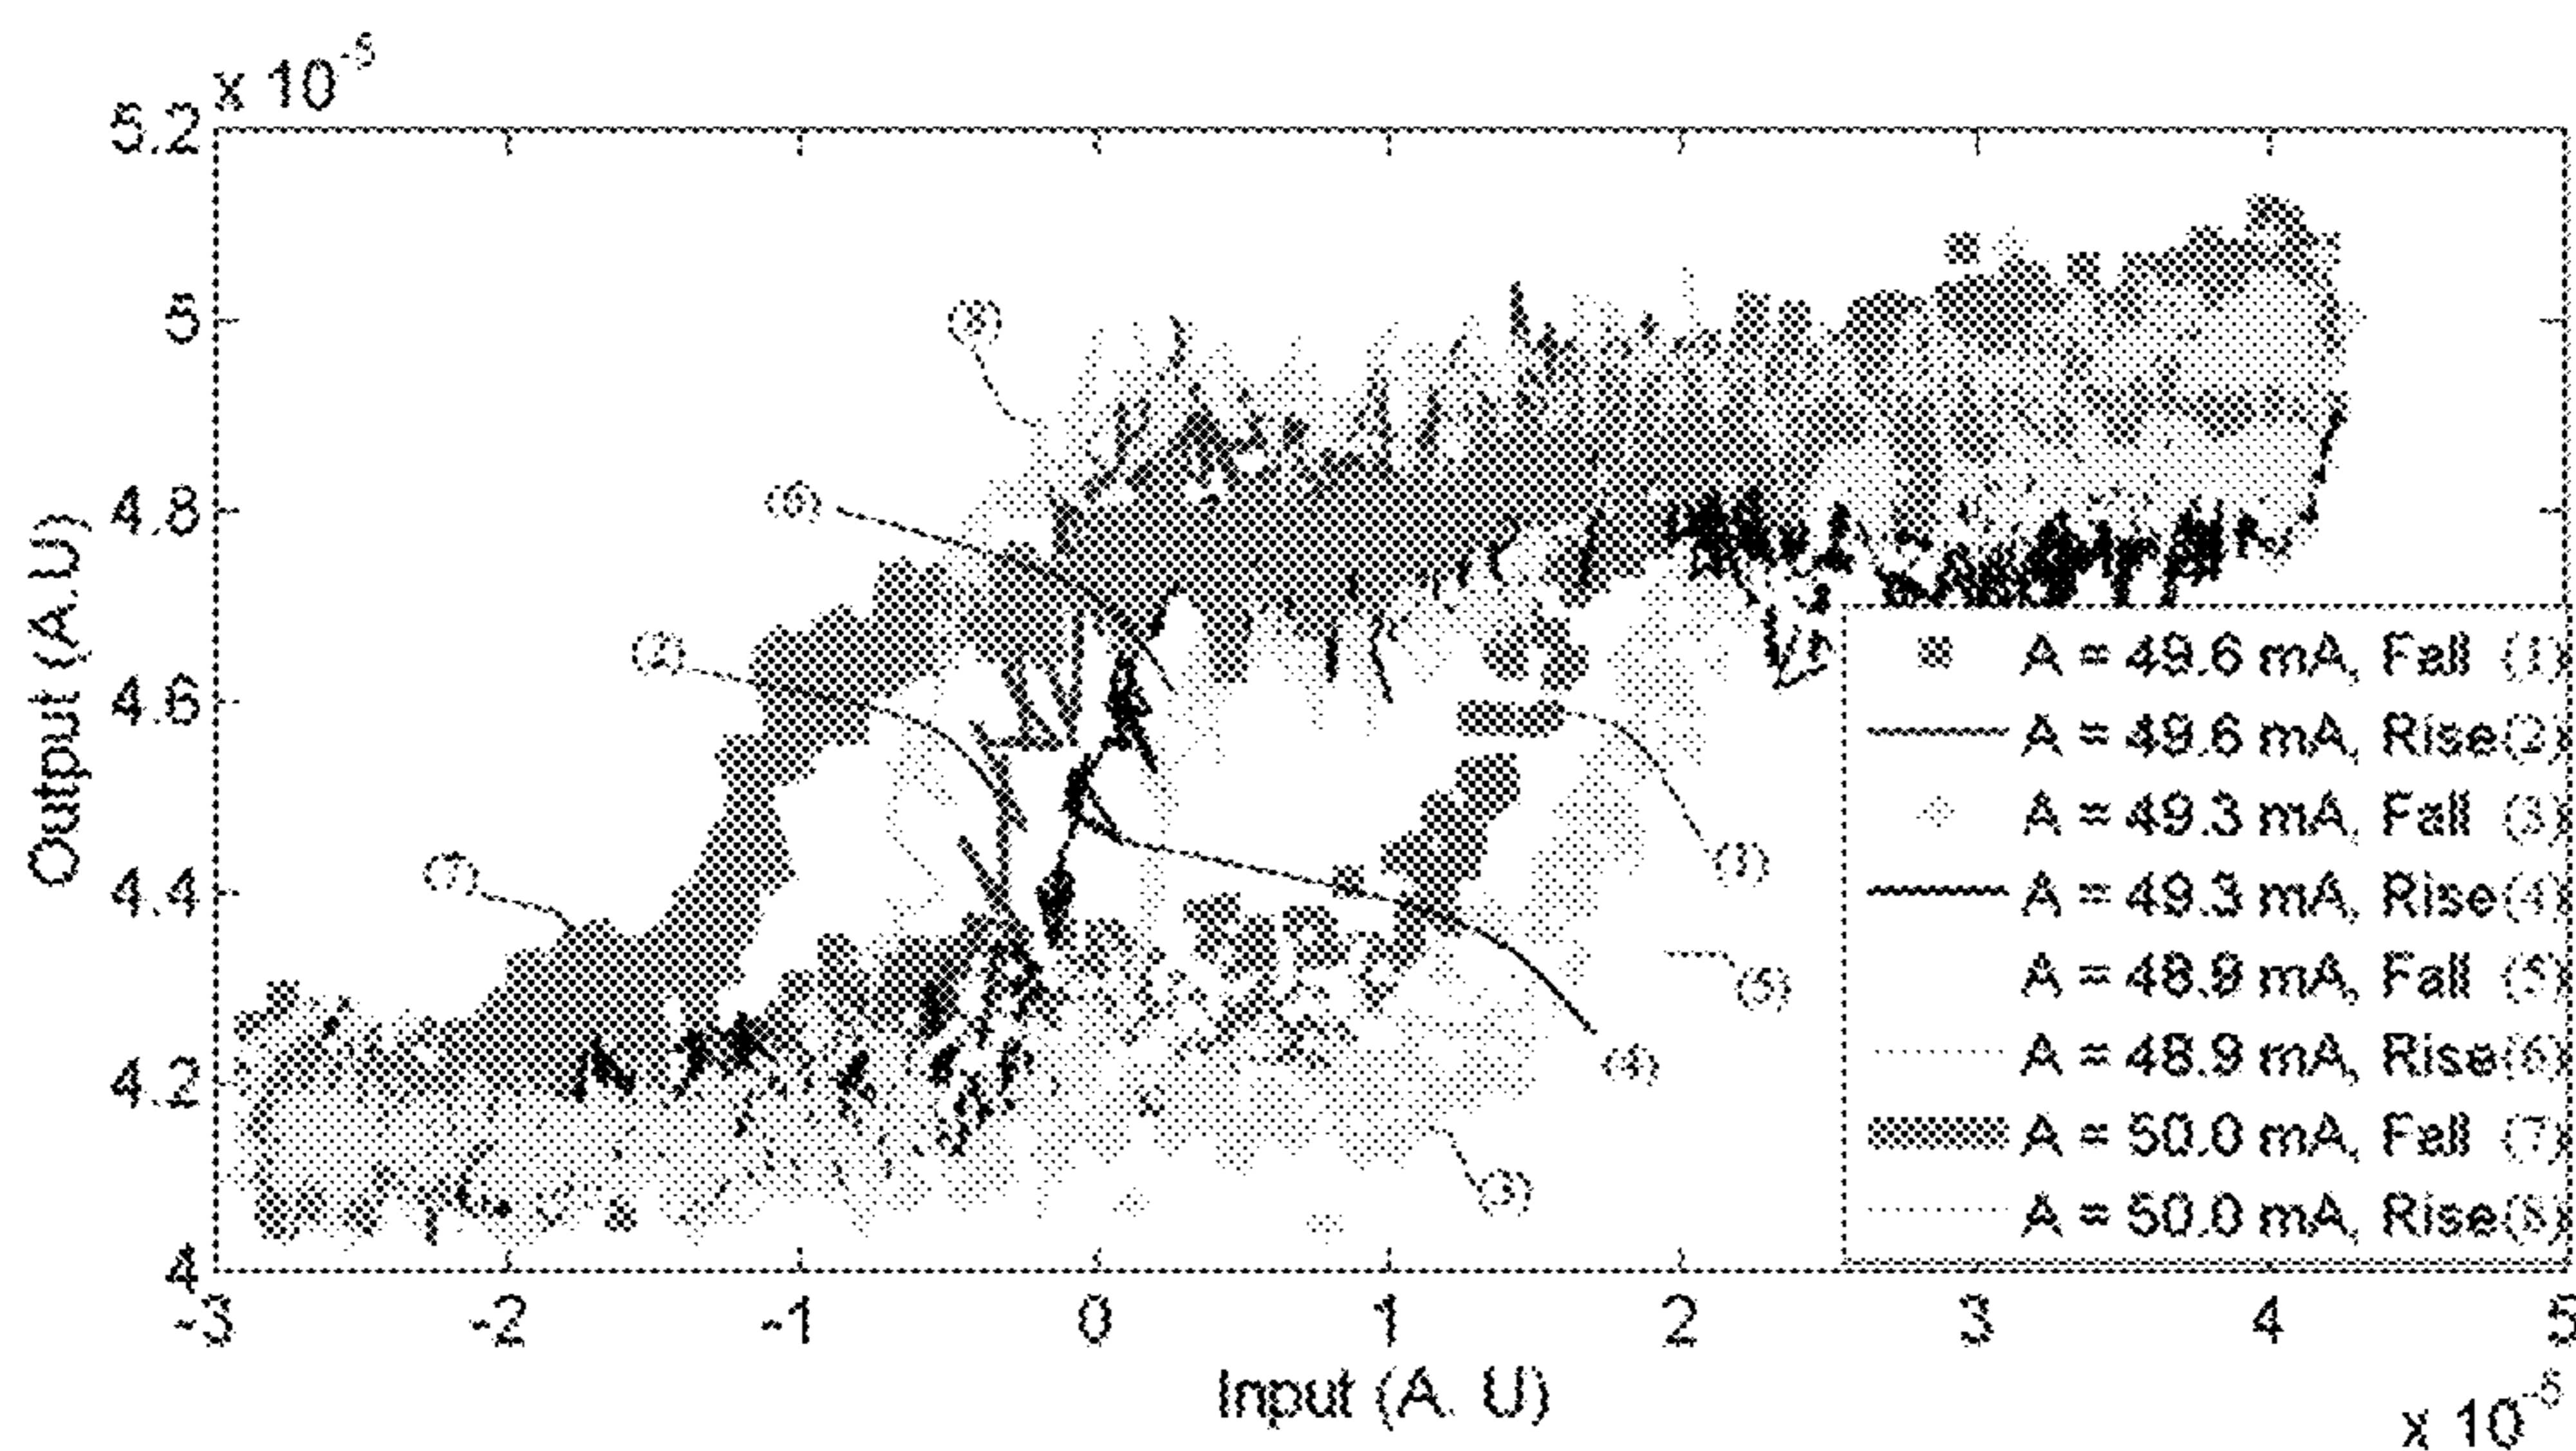 x 10^-5
5.2
5
4.8
4.6
4.4
4.2
4
Output (A.U)
(8)
(6)
(2)
(7)
(1)
(5)
(4)
(3)
A = 49.6 mA, Fall (1)
A = 49.6 mA, Rise (2)
A = 49.3 mA, Fall (3)
A = 49.3 mA, Rise (4)
A = 48.9 mA, Fall (5)
A = 48.9 mA, Rise (6)
A = 50.0 mA, Fall (7)
A = 50.0 mA, Rise (8)
-3 -2 -1 0 1 2 3 4 5
Input (A. U)
x 10^-5